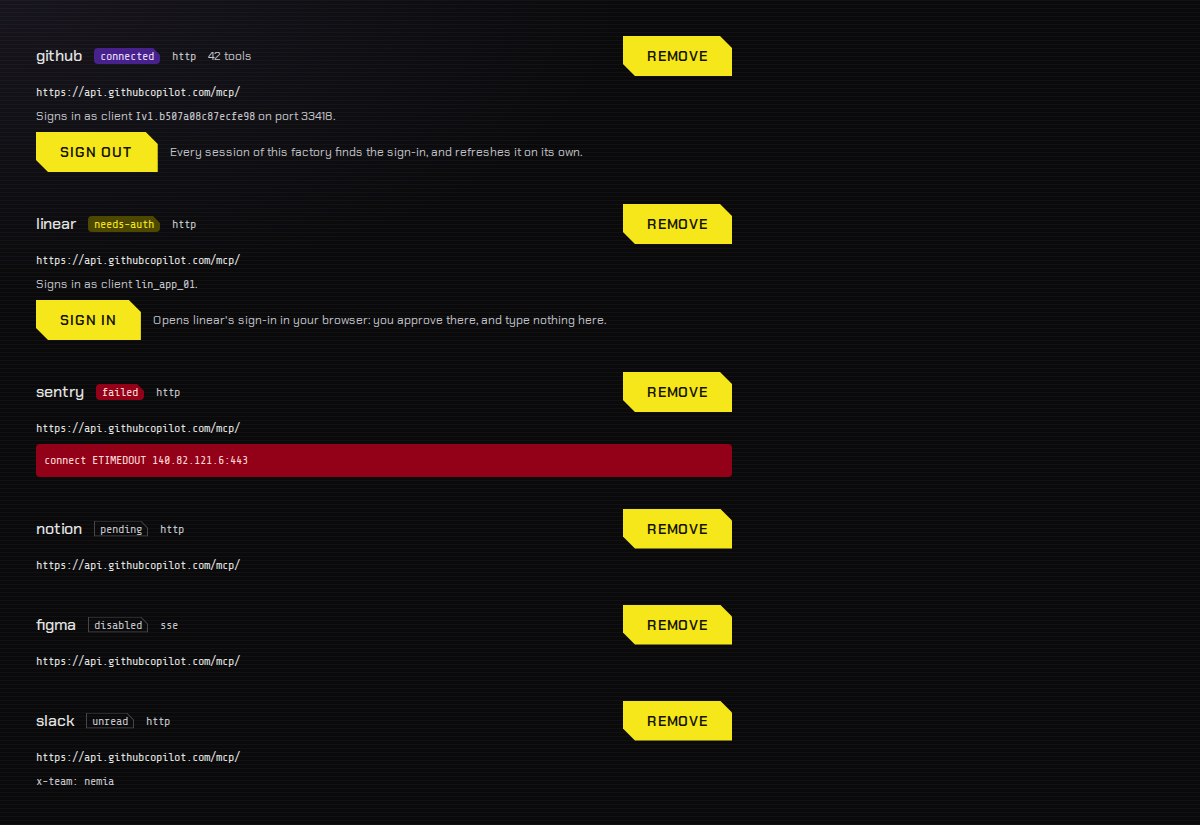 github connected http 42 tools REMOVE
https://api.githubcopilot.com/mcp/
Signs in as client Iv1.b507a08c87ecfe98 on port 33418.
SIGN OUT Every session of this factory finds the sign-in, and refreshes it on its own.
linear needs-auth http REMOVE
https://api.githubcopilot.com/mcp/
Signs in as client lin_app_01.
SIGN IN Opens linear's sign-in in your browser: you approve there, and type nothing here.
sentry failed http REMOVE
https://api.githubcopilot.com/mcp/
connect ETIMEDOUT 140.82.121.6:443
notion pending http REMOVE
https://api.githubcopilot.com/mcp/
figma disabled sse REMOVE
https://api.githubcopilot.com/mcp/
slack unread http REMOVE
https://api.githubcopilot.com/mcp/
x-team: nemia